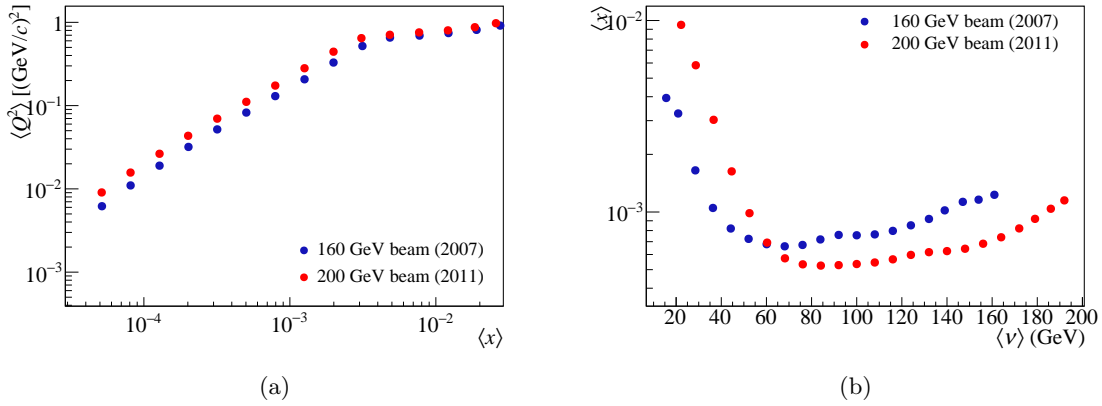 ⟨Q²⟩ [(GeV/c)²]
1
10⁻¹
10⁻²
10⁻³
160 GeV beam (2007)
200 GeV beam (2011)
10⁻⁴
10⁻³
10⁻²
⟨x⟩
(a)
⟨x⟩
10⁻²
10⁻³
160 GeV beam (2007)
200 GeV beam (2011)
20 40 60 80 100 120 140 160 180 200
⟨ν⟩ (GeV)
(b)